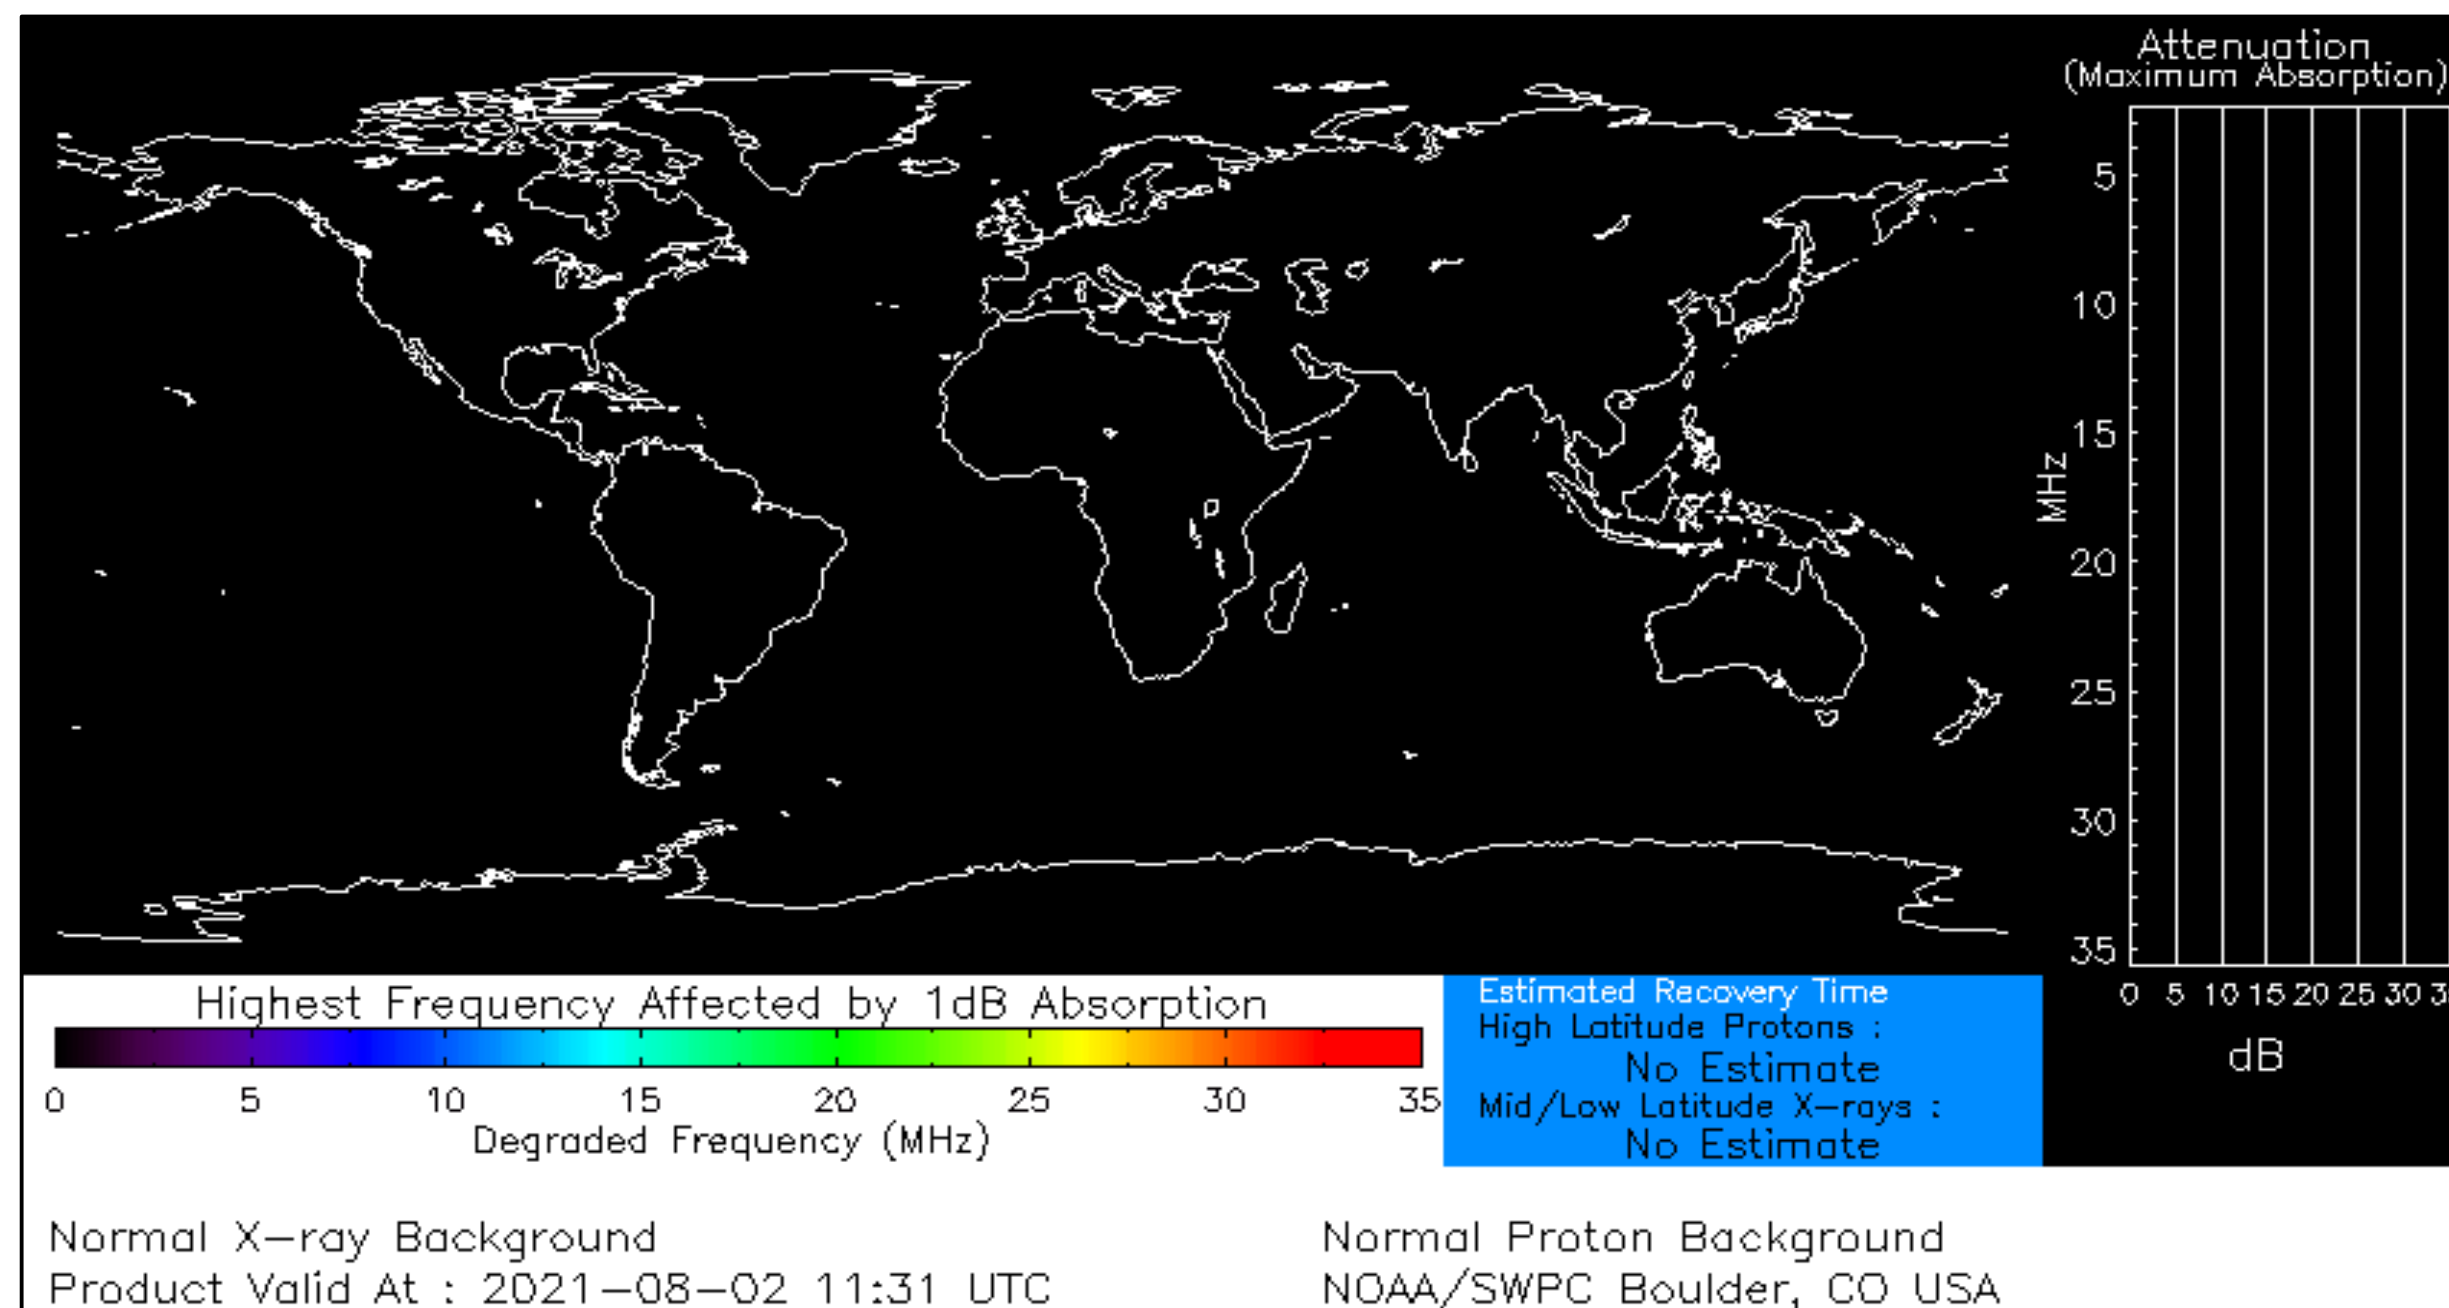 Attenuation
(Maximum Absorption)
5
10
15
20
25
30
35
MHz
0 5 10 15 20 25 30
dB
Highest Frequency Affected by 1dB Absorption
0 5 10 15 20 25 30 35
Degraded Frequency (MHz)
Estimated Recovery Time
High Latitude Protons :
No Estimate
Mid/Low Latitude X-rays :
No Estimate
Normal X-ray Background
Normal Proton Background
Product Valid At : 2021-08-02 11:31 UTC
NOAA/SWPC Boulder, CO USA